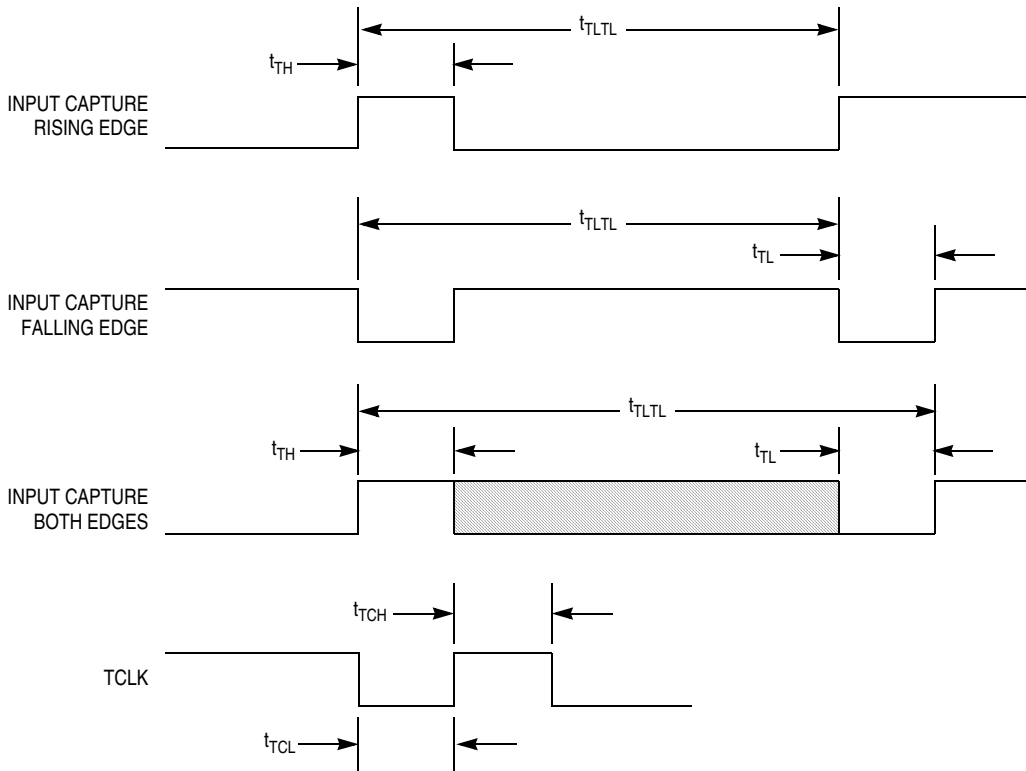 tTLTL
tTH
INPUT CAPTURE
RISING EDGE
tTLTL
tTL
INPUT CAPTURE
FALLING EDGE
tTLTL
tTH
tTL
INPUT CAPTURE
BOTH EDGES
tTCH
TCLK
tTCL